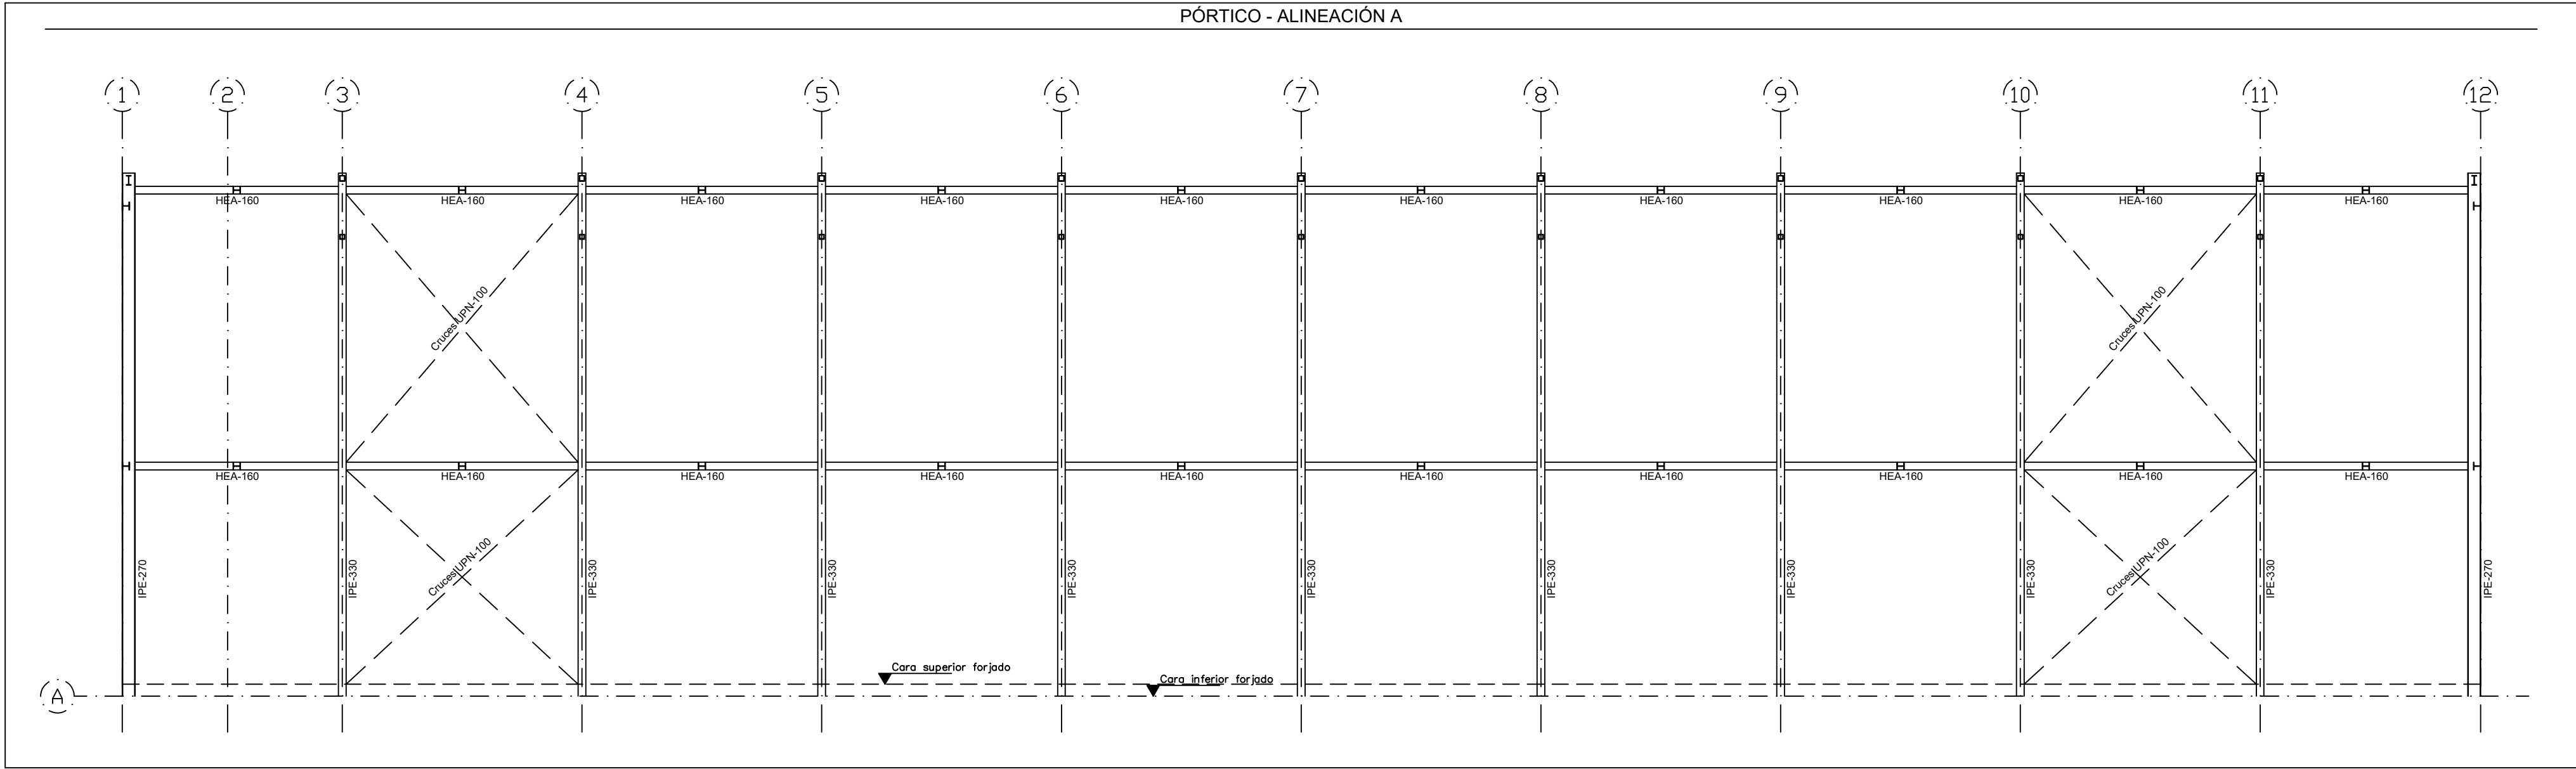 PÓRTICO - ALINEACIÓN A
1 2 3 4 5 6 7 8 9 10 11 12
HEA-160 HEA-160 HEA-160 HEA-160 HEA-160 HEA-160 HEA-160 HEA-160 HEA-160 HEA-160
Cruces UPN-100 Cruces UPN-100
HEA-160 HEA-160 HEA-160 HEA-160 HEA-160 HEA-160 HEA-160 HEA-160 HEA-160 HEA-160
Cruces UPN-100 Cruces UPN-100
IPE-270 IPE-330 IPE-330 IPE-330 IPE-330 IPE-330 IPE-330 IPE-330 IPE-330 IPE-330 IPE-270
Cara superior forjado
Cara inferior forjado
A